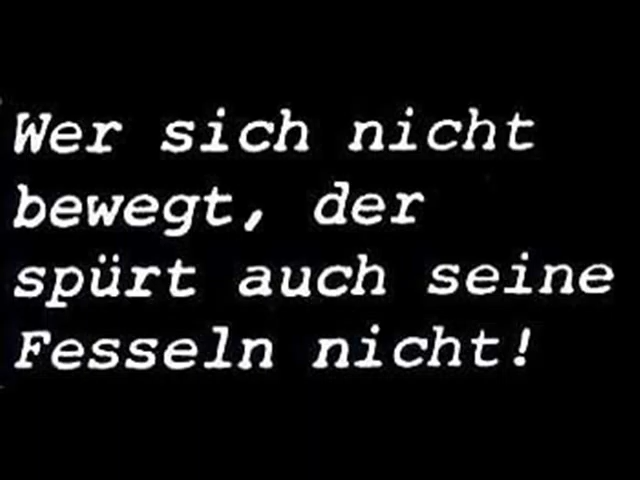 Wer sich nicht
bewegt, der
spürt auch seine
Fesseln nicht!